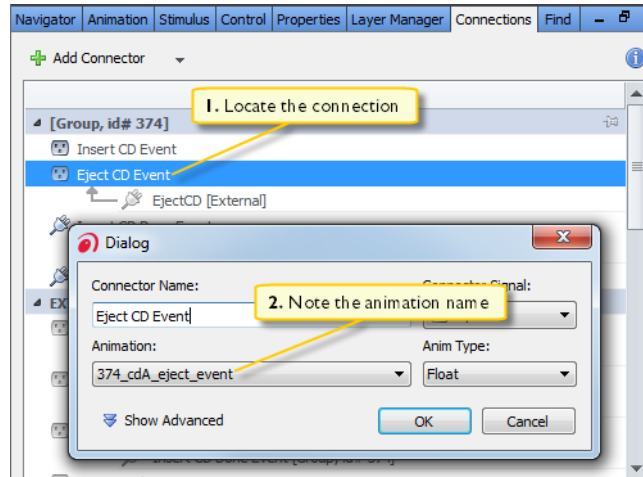 Navigator Animation Stimulus Control Properties Layer Manager Connections Find
Add Connector
1. Locate the connection
[Group, id# 374]
Insert CD Event
Eject CD Event
EjectCD [External]
Dialog
Connector Name:
Eject CD Event
2. Note the animation name
Animation:
Anim Type:
374_cdA_eject_event
Float
Show Advanced
OK
Cancel
EX